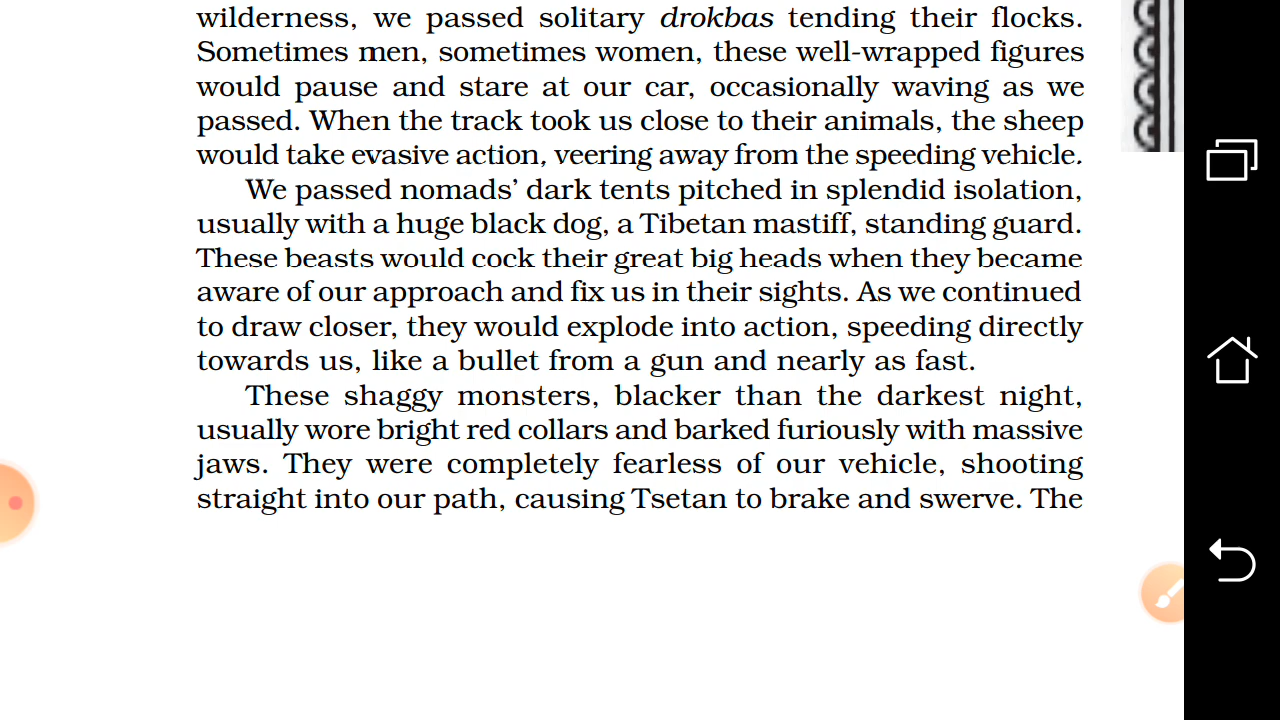 wilderness, we passed solitary drokbas tending their flocks.
Sometimes men, sometimes women, these well-wrapped figures
would pause and stare at our car, occasionally waving as we
passed. When the track took us close to their animals, the sheep
would take evasive action, veering away from the speeding vehicle.
We passed nomads’ dark tents pitched in splendid isolation,
usually with a huge black dog, a Tibetan mastiff, standing guard.
These beasts would cock their great big heads when they became
aware of our approach and fix us in their sights. As we continued
to draw closer, they would explode into action, speeding directly
towards us, like a bullet from a gun and nearly as fast.
These shaggy monsters, blacker than the darkest night,
usually wore bright red collars and barked furiously with massive
jaws. They were completely fearless of our vehicle, shooting
straight into our path, causing Tsetan to brake and swerve. The